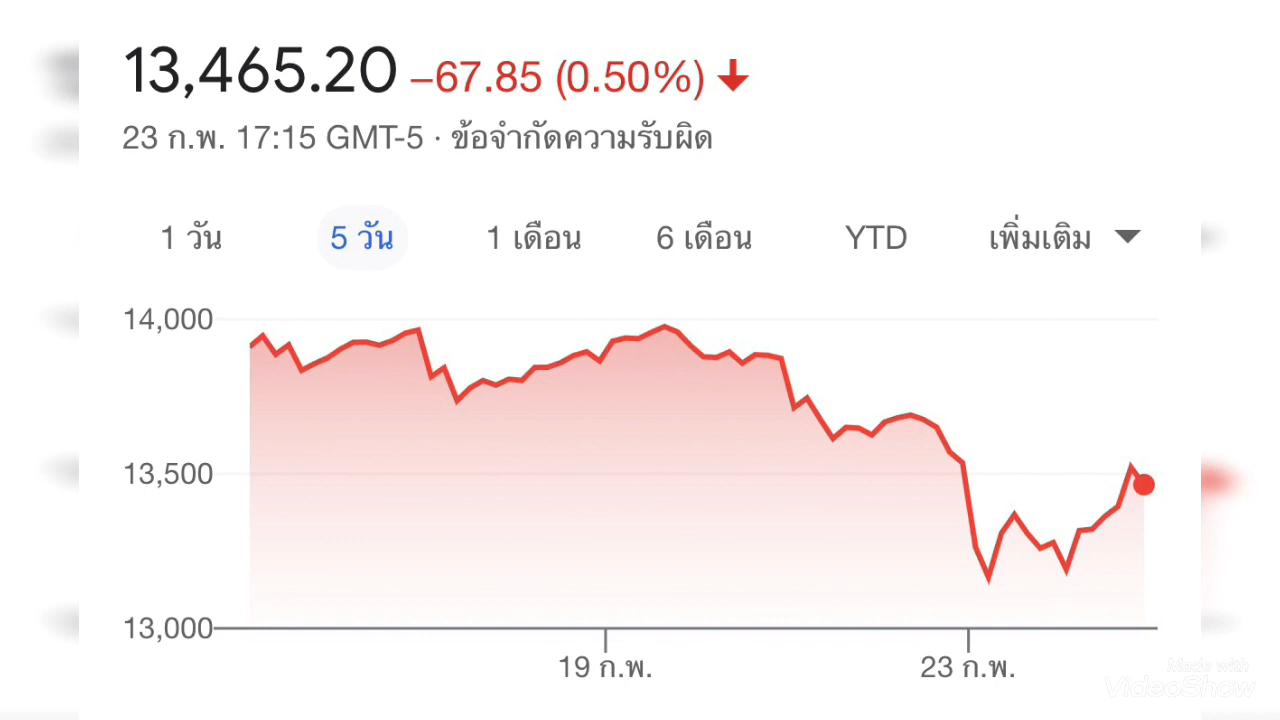 13,465.20 –67.85 (0.50%)
23 ก.พ. 17:15 GMT-5 · ข้อจำกัดความรับผิด
1 วัน 5 วัน 1 เดือน 6 เดือน YTD เพิ่มเติม
14,000
13,500
13,000
19 ก.พ. 23 ก.พ.
Made with
VideoShow